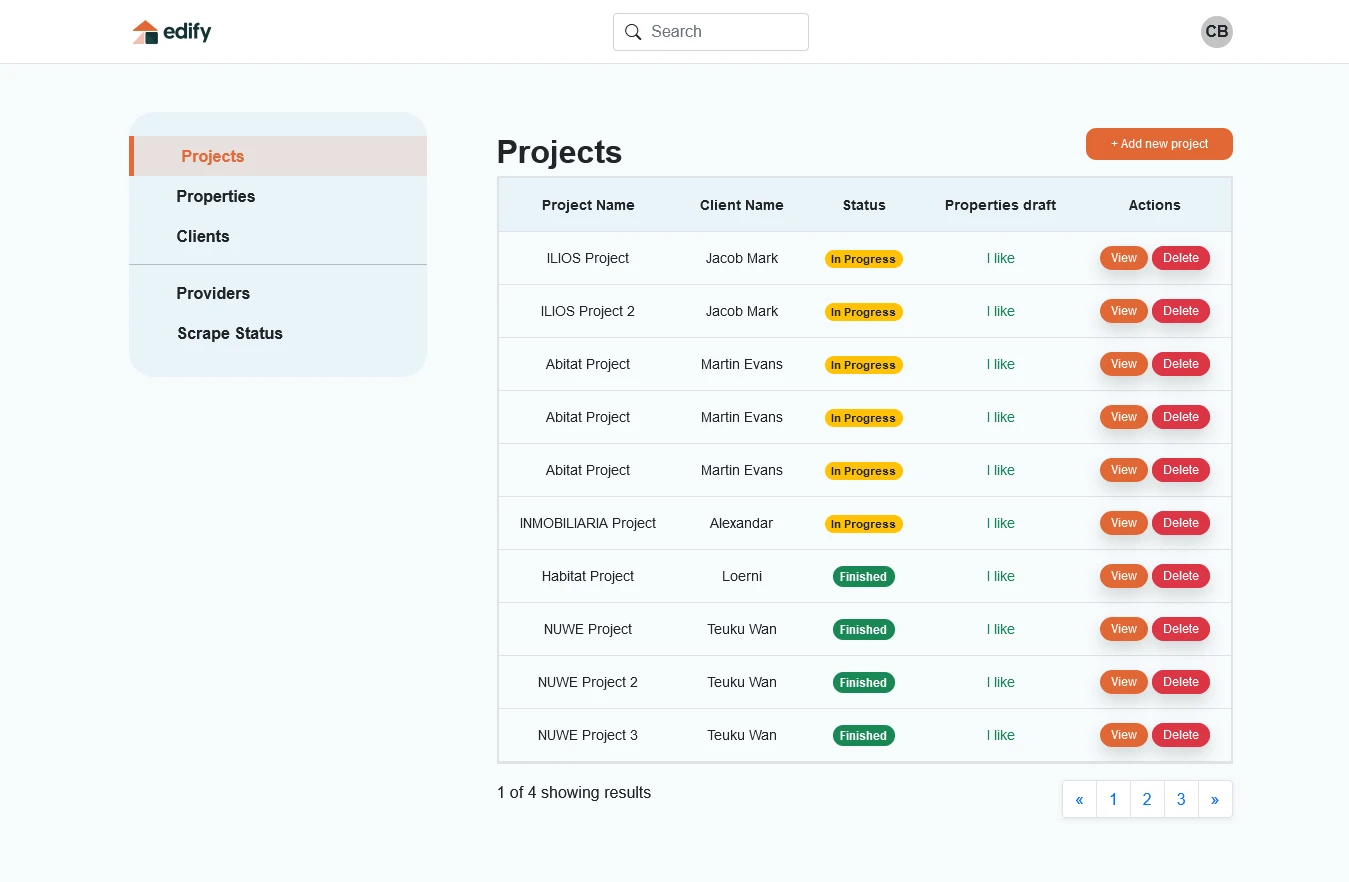 edify
Search
CB
Projects
Properties
Clients
Providers
Scrape Status
Projects
+ Add new project
Project Name Client Name Status Properties draft Actions
ILIOS Project Jacob Mark In Progress I like View Delete
ILIOS Project 2 Jacob Mark In Progress I like View Delete
Abitat Project Martin Evans In Progress I like View Delete
Abitat Project Martin Evans In Progress I like View Delete
Abitat Project Martin Evans In Progress I like View Delete
INMOBILIARIA Project Alexandar In Progress I like View Delete
Habitat Project Loerni Finished I like View Delete
NUWE Project Teuku Wan Finished I like View Delete
NUWE Project 2 Teuku Wan Finished I like View Delete
NUWE Project 3 Teuku Wan Finished I like View Delete
1 of 4 showing results
« 1 2 3 »